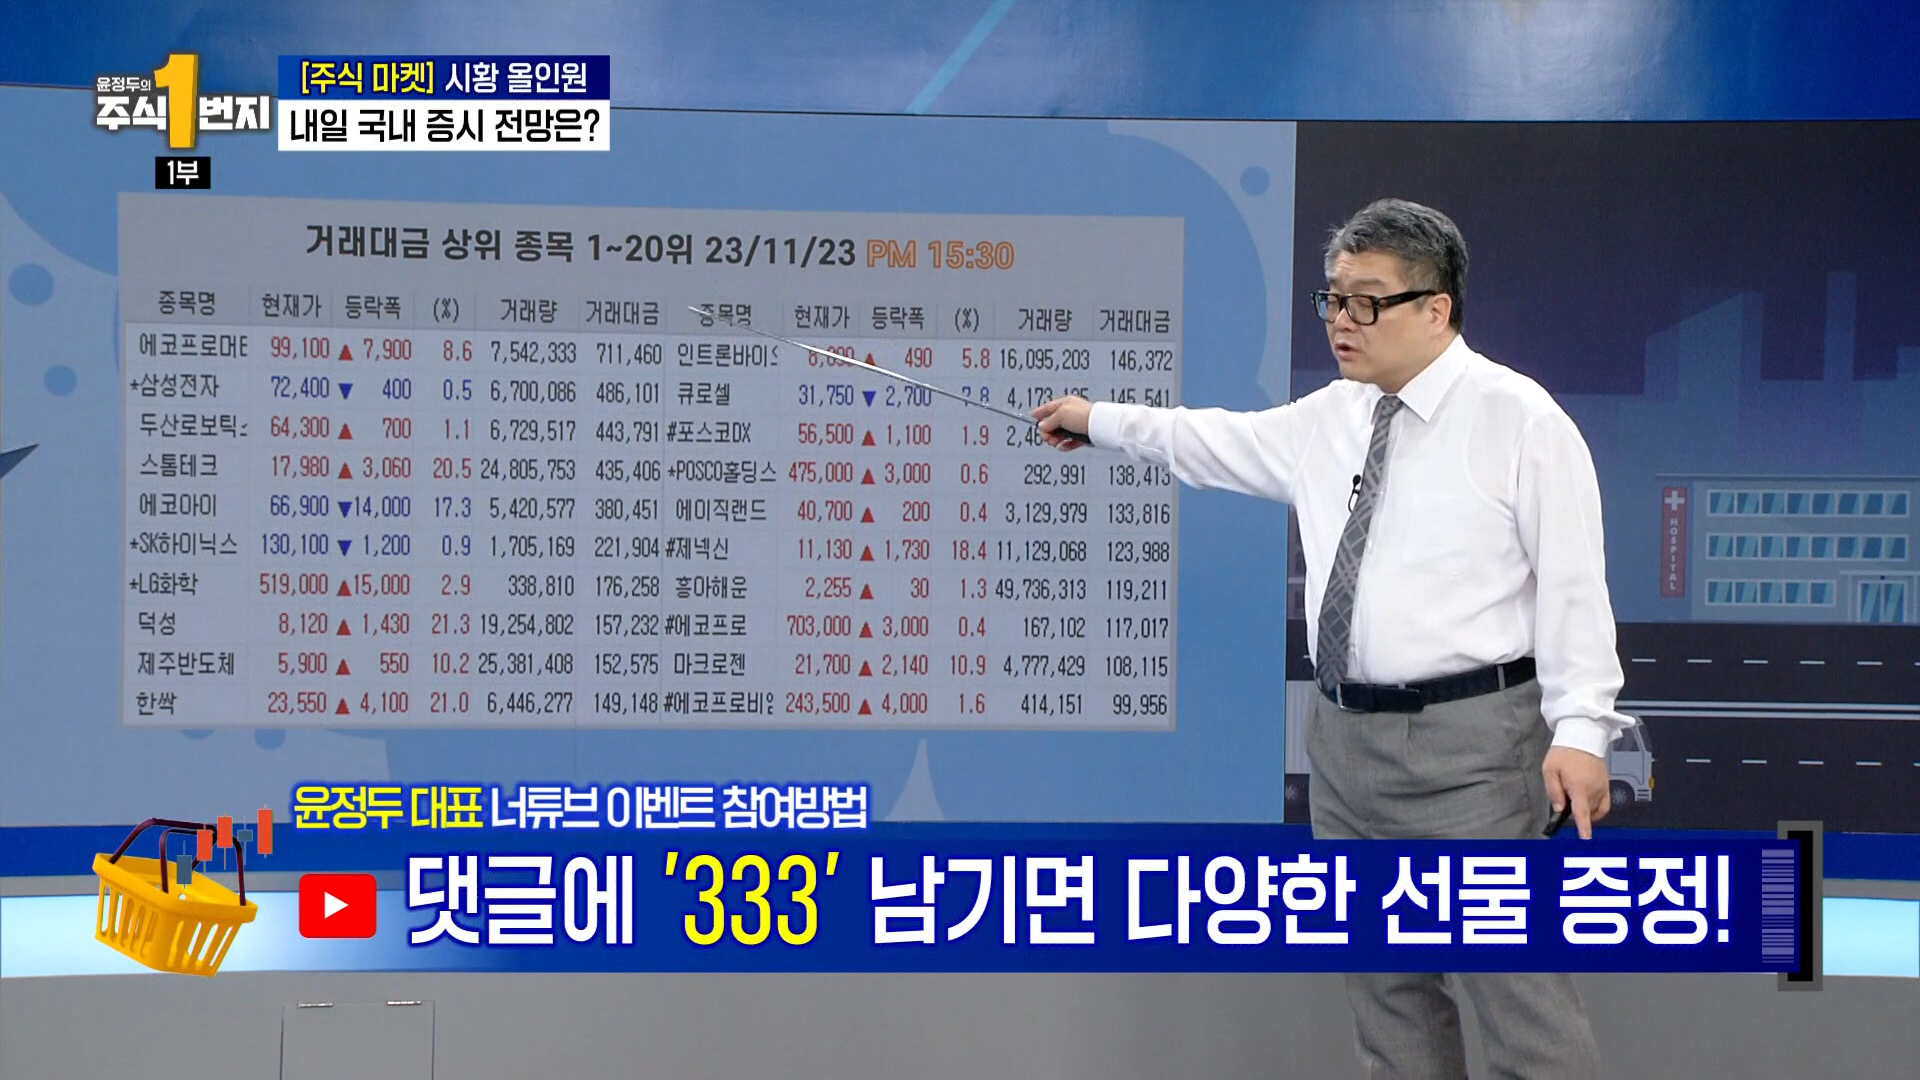 윤정두의
주식1번지
1부
[주식 마켓] 시황 올인원
내일 국내 증시 전망은?
거래대금 상위 종목 1~20위 23/11/23 PM 15:30
종목명 현재가 등락폭 (%) 거래량 거래대금 종목명 현재가 등락폭 (%) 거래량 거래대금
에코프로머 99,100 ▲ 7,900 8.6 7,542,333 711,460 인트론바이오 8,890 ▲ 490 5.8 16,095,203 146,372
*삼성전자 72,400 ▼ 400 0.5 6,700,086 486,101 큐로셀 31,750 ▼ 2,700 7.8 4,173,195 145,541
두산로보틱스 64,300 ▲ 700 1.1 6,729,517 443,791 #포스코DX 56,500 ▲ 1,100 1.9
스톰테크 17,980 ▲ 3,060 20.5 24,805,753 435,406 *POSCO홀딩스 475,000 ▲ 3,000 0.6 292,991 138,413
에코아이 66,900 ▼14,000 17.3 5,420,577 380,451 에이직랜드 40,700 ▲ 200 0.4 3,129,979 133,816
*SK하이닉스 130,100 ▼ 1,200 0.9 1,705,169 221,904 #제넥신 11,130 ▲ 1,730 18.4 11,129,068 123,988
*LG화학 519,000 ▲15,000 2.9 338,810 176,258 흥아해운 2,255 ▲ 30 1.3 49,736,313 119,211
덕성 8,120 ▲ 1,430 21.3 19,254,802 157,232 #에코프로 703,000 ▲ 3,000 0.4 167,102 117,017
제주반도체 5,900 ▲ 550 10.2 25,381,408 152,575 마크로젠 21,700 ▲ 2,140 10.9 4,777,429 108,115
한싹 23,550 ▲ 4,100 21.0 6,446,277 149,148 #에코프로비 243,500 ▲ 4,000 1.6 414,151 99,956
HOSPITAL
윤정두 대표 너튜브 이벤트 참여방법
댓글에 '333' 남기면 다양한 선물 증정!